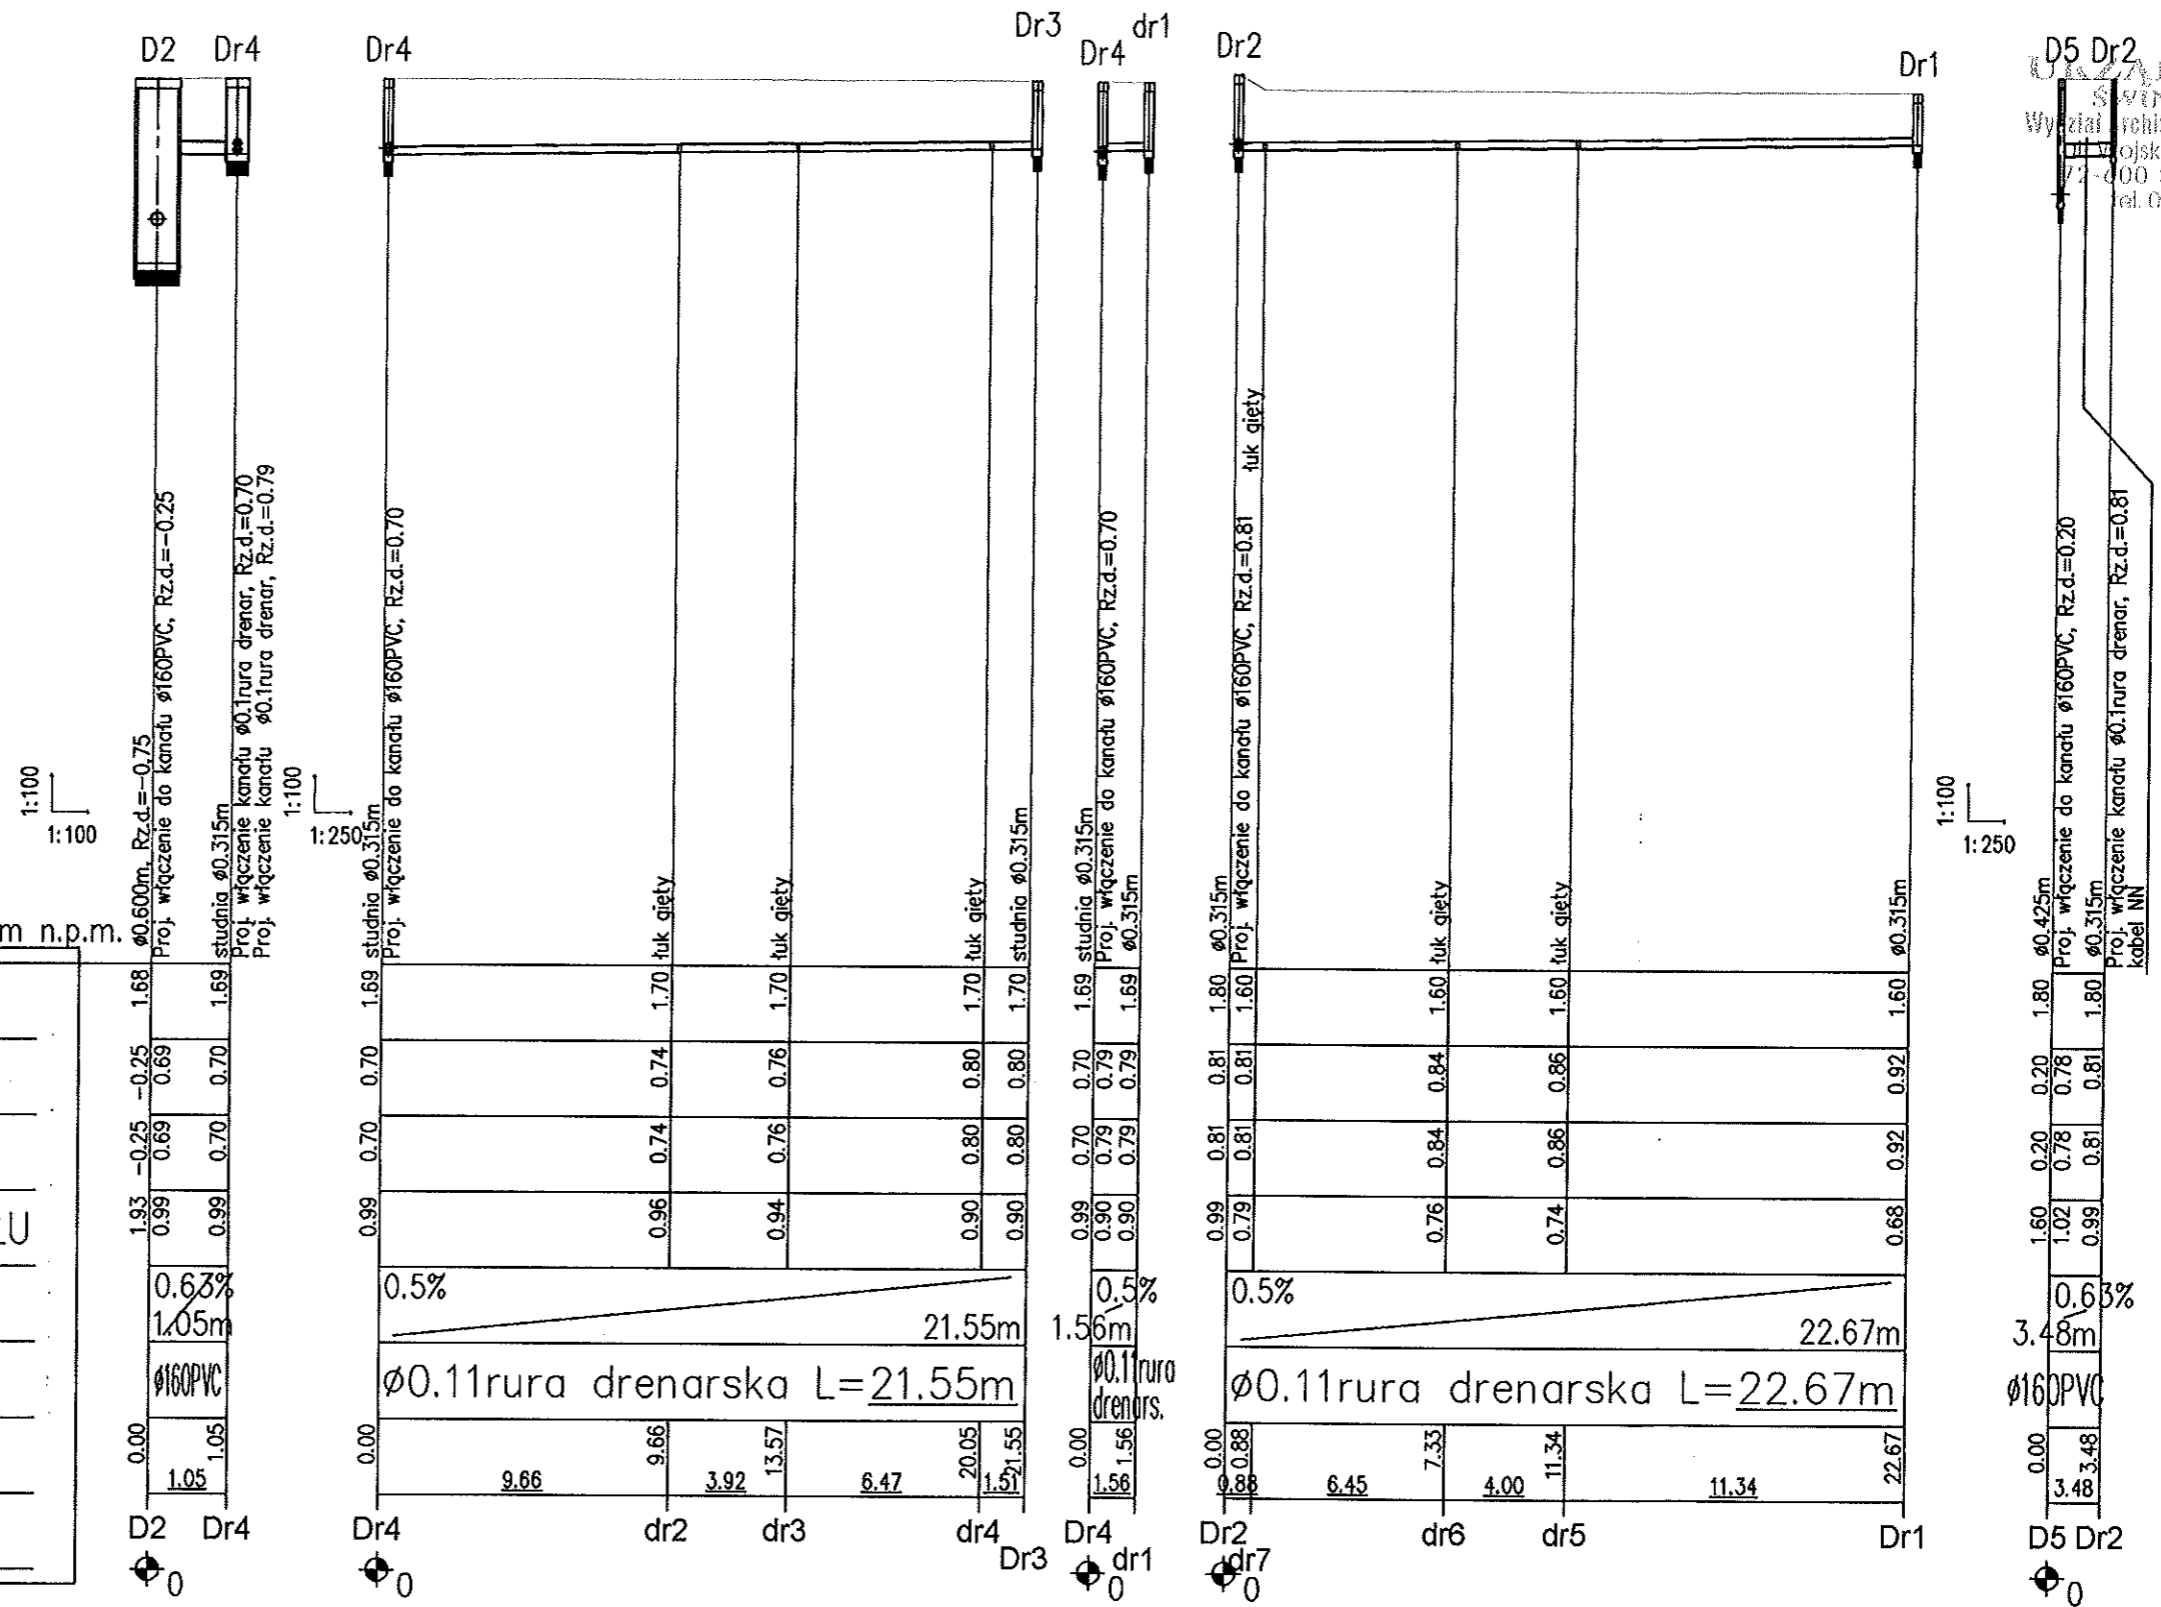 D2 Dr4
Dr4
Dr3
Dr4 dr1
Dr2
Dr1
D5 Dr2
1:100
1:100
m n.p.m.
ø0.600m, Rz.d.=-0.75
Proj. włączenie do kanału ø160PVC, Rz.d.=-0.25
studnia ø0.315m
Proj. włączenie kanału ø0.1rura drenar, Rz.d.=0.70
Proj. włączenie kanału ø0.1rura drenar, Rz.d.=0.79
1.68 1.69
-0.25 0.69 0.70
-0.25 0.69 0.70
1.93 0.99 0.99
0.63%
1.05m
ø160PVC
0.00 1.05
1.05
D2 Dr4
0
1:100
1:250
studnia ø0.315m
Proj. włączenie do kanału ø160PVC, Rz.d.=0.70
łuk gięty
łuk gięty
łuk gięty
studnia ø0.315m
1.69 1.70 1.70 1.70 1.70
0.70 0.74 0.76 0.80 0.80
0.70 0.74 0.76 0.80 0.80
0.99 0.96 0.94 0.90 0.90
0.5%
21.55m
ø0.11rura drenarska L=21.55m
0.00 9.66 13.57 20.05 21.55
9.66 3.92 6.47 1.51
Dr4 dr2 dr3 dr4
Dr3
0
studnia ø0.315m
Proj. włączenie do kanału ø160PVC, Rz.d.=0.70
ø0.315m
1.69 1.69
0.70 0.79 0.79
0.70 0.79 0.79
0.99 0.90 0.90
0.5%
1.56m
ø0.11rura
drenars.
0.00 1.56
1.56
Dr4
dr1
0
ø0.315m
Proj. włączenie do kanału ø160PVC, Rz.d.=0.81
łuk gięty
łuk gięty
łuk gięty
ø0.315m
1.80 1.60 1.60 1.60 1.60
0.81 0.81 0.84 0.86 0.92
0.81 0.81 0.84 0.86 0.92
0.99 0.79 0.76 0.74 0.68
0.5%
22.67m
ø0.11rura drenarska L=22.67m
0.00 0.88 7.33 11.34 22.67
0.88 6.45 4.00 11.34
Dr2 dr6 dr5 Dr1
dr7
0
1:100
1:250
ø0.425m
Proj. włączenie do kanału ø160PVC, Rz.d.=0.20
ø0.315m
Proj. włączenie kanału ø0.1rura drenar, Rz.d.=0.81
kabel NN
1.80 1.80
0.20 0.78 0.81
0.20 0.78 0.81
1.60 1.02 0.99
0.63%
3.48m
ø160PVC
0.00 3.48
3.48
D5 Dr2
0